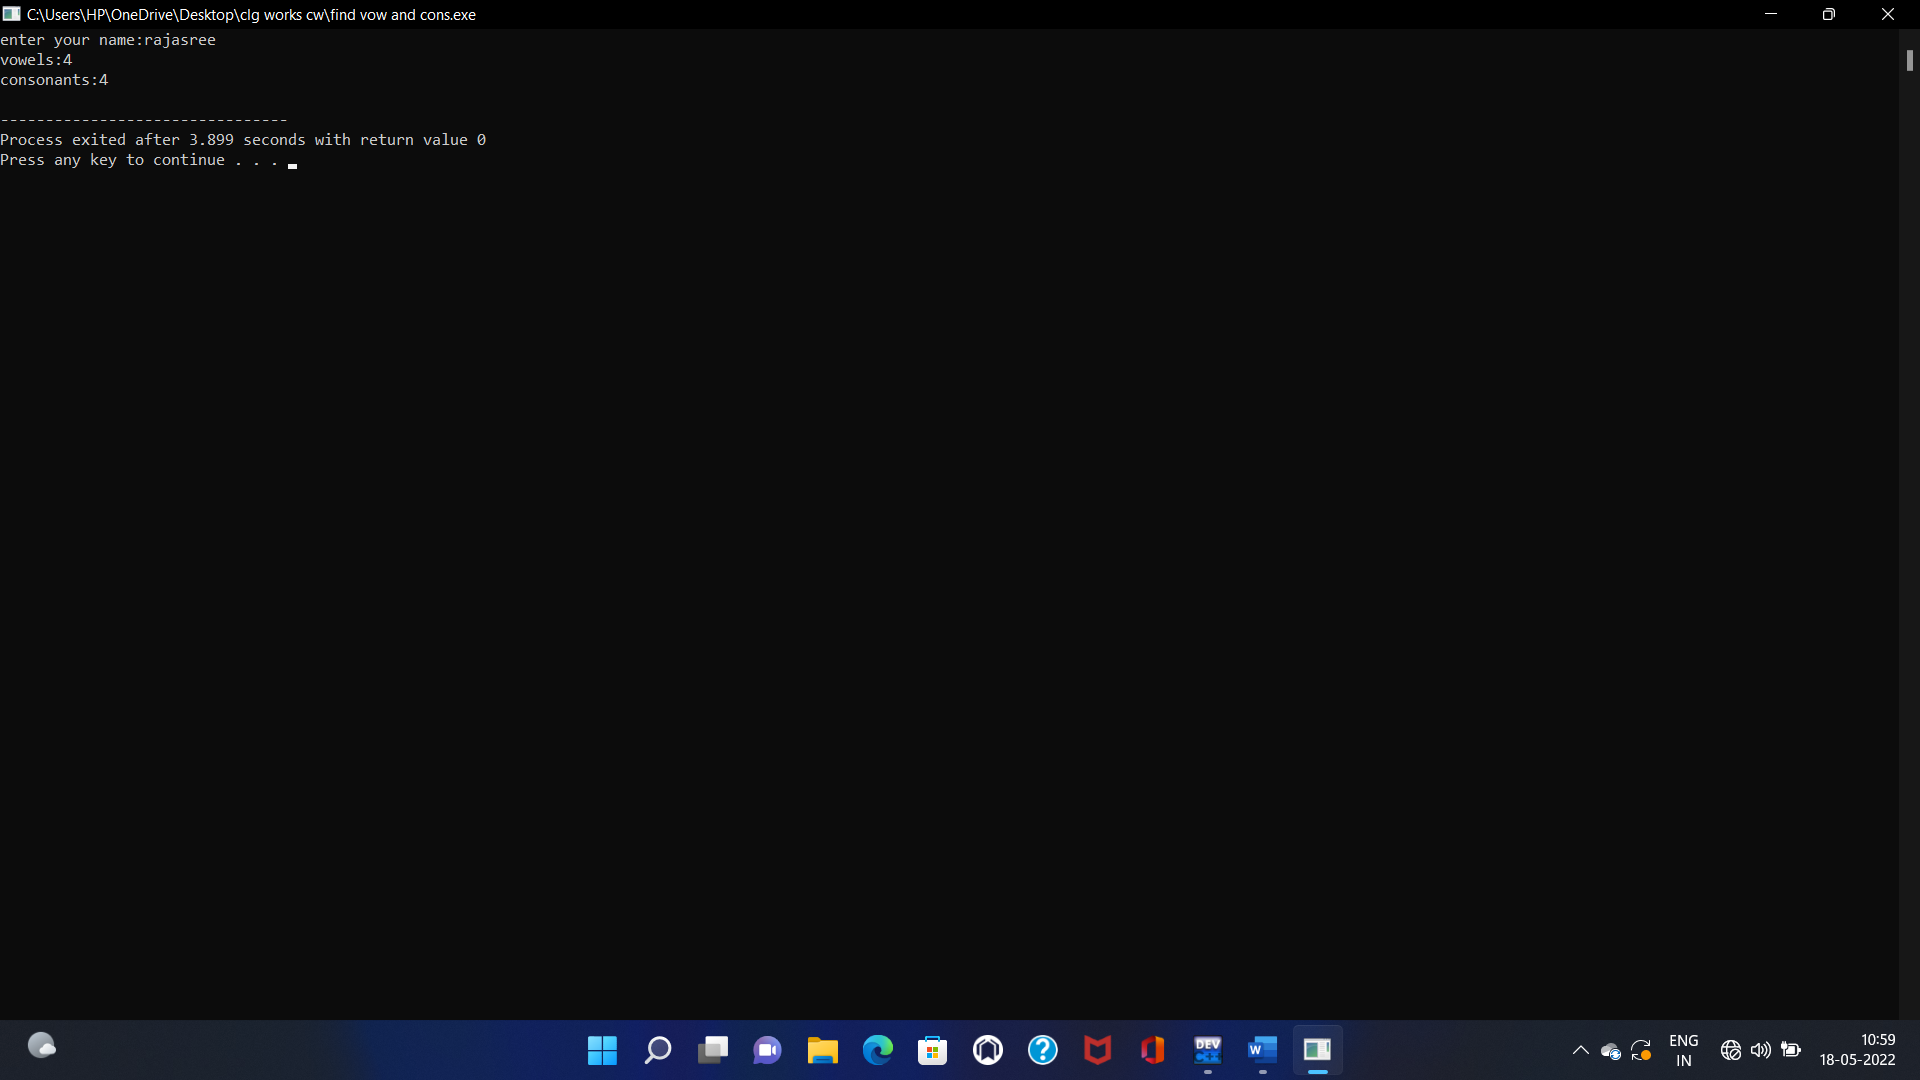 C:\Users\HP\OneDrive\Desktop\clg works cw\find vow and cons.exe
enter your name:rajasree
vowels:4
consonants:4
--------------------------------
Process exited after 3.899 seconds with return value 0
Press any key to continue . . .
DEV
C++
W
ENG
IN
10:59
18-05-2022